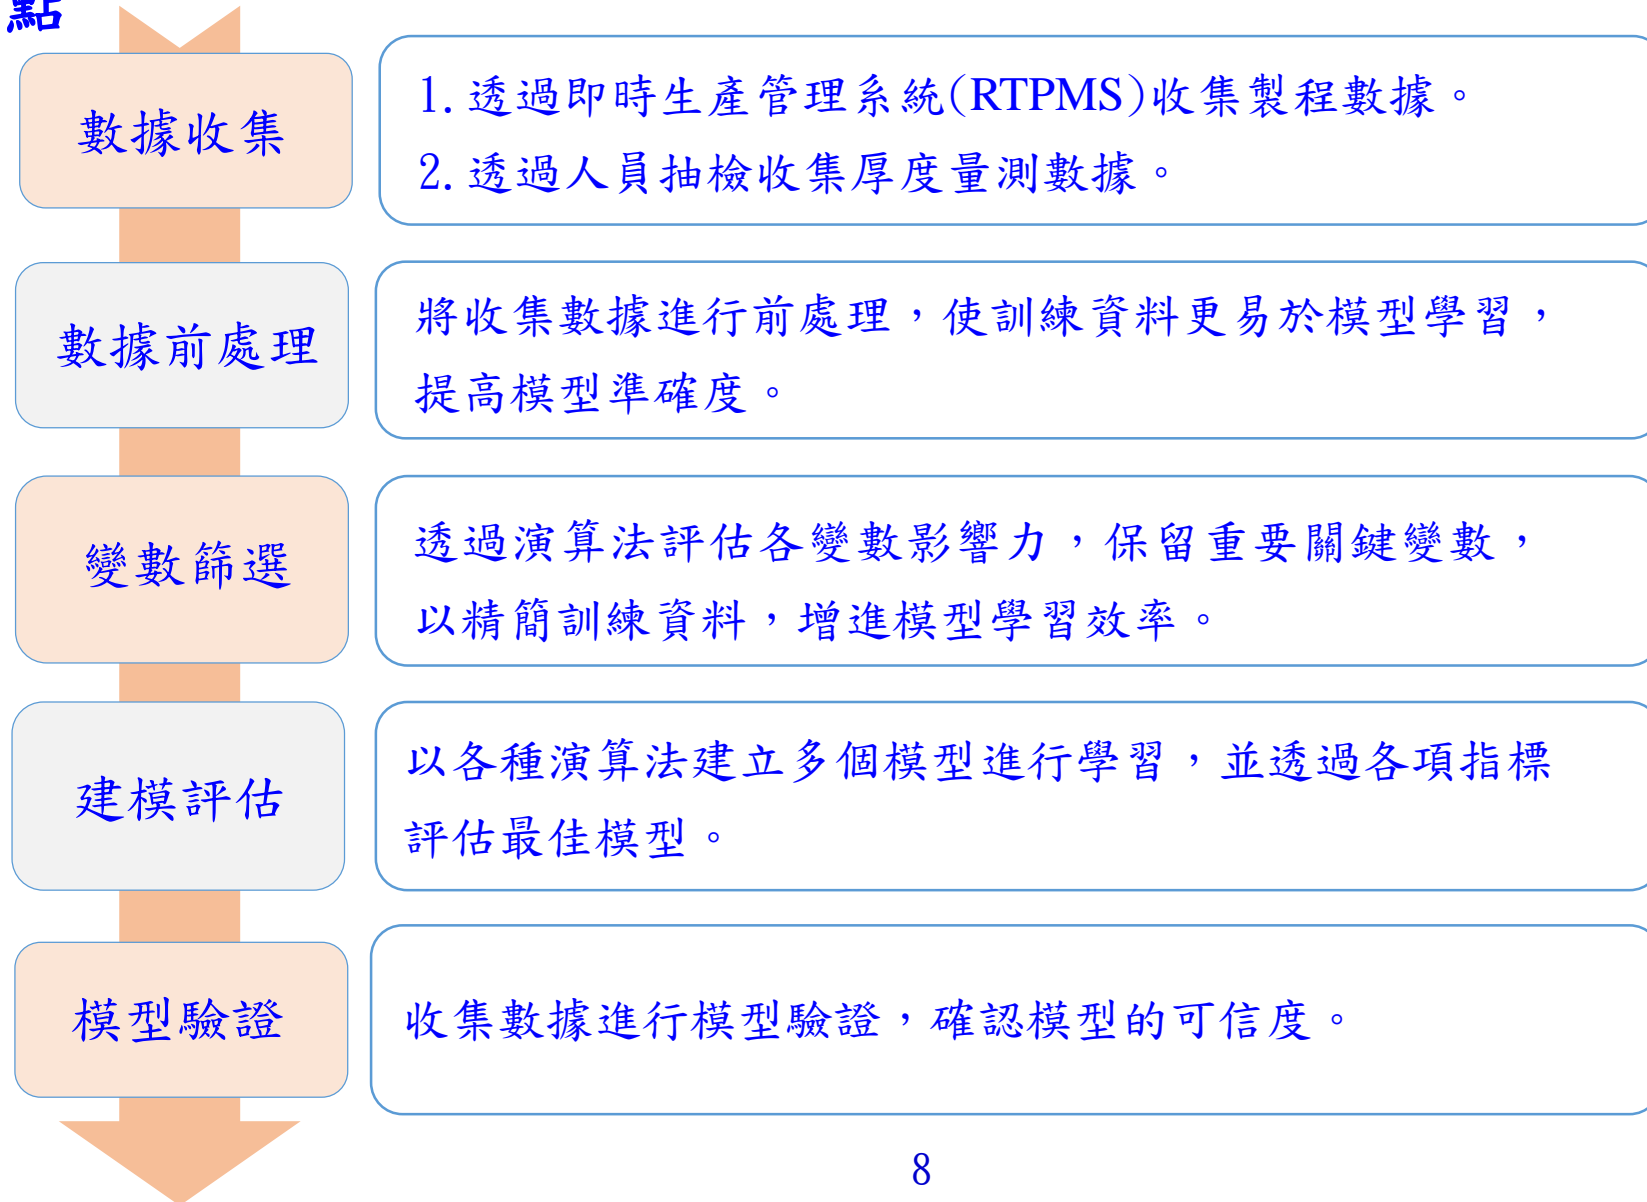 點
數據收集
1.透過即時生產管理系統(RTPMS)收集製程數據。
2.透過人員抽檢收集厚度量測數據。
數據前處理
將收集數據進行前處理，使訓練資料更易於模型學習，
提高模型準確度。
變數篩選
透過演算法評估各變數影響力，保留重要關鍵變數，
以精簡訓練資料，增進模型學習效率。
建模評估
以各種演算法建立多個模型進行學習，並透過各項指標
評估最佳模型。
模型驗證
收集數據進行模型驗證，確認模型的可信度。
8